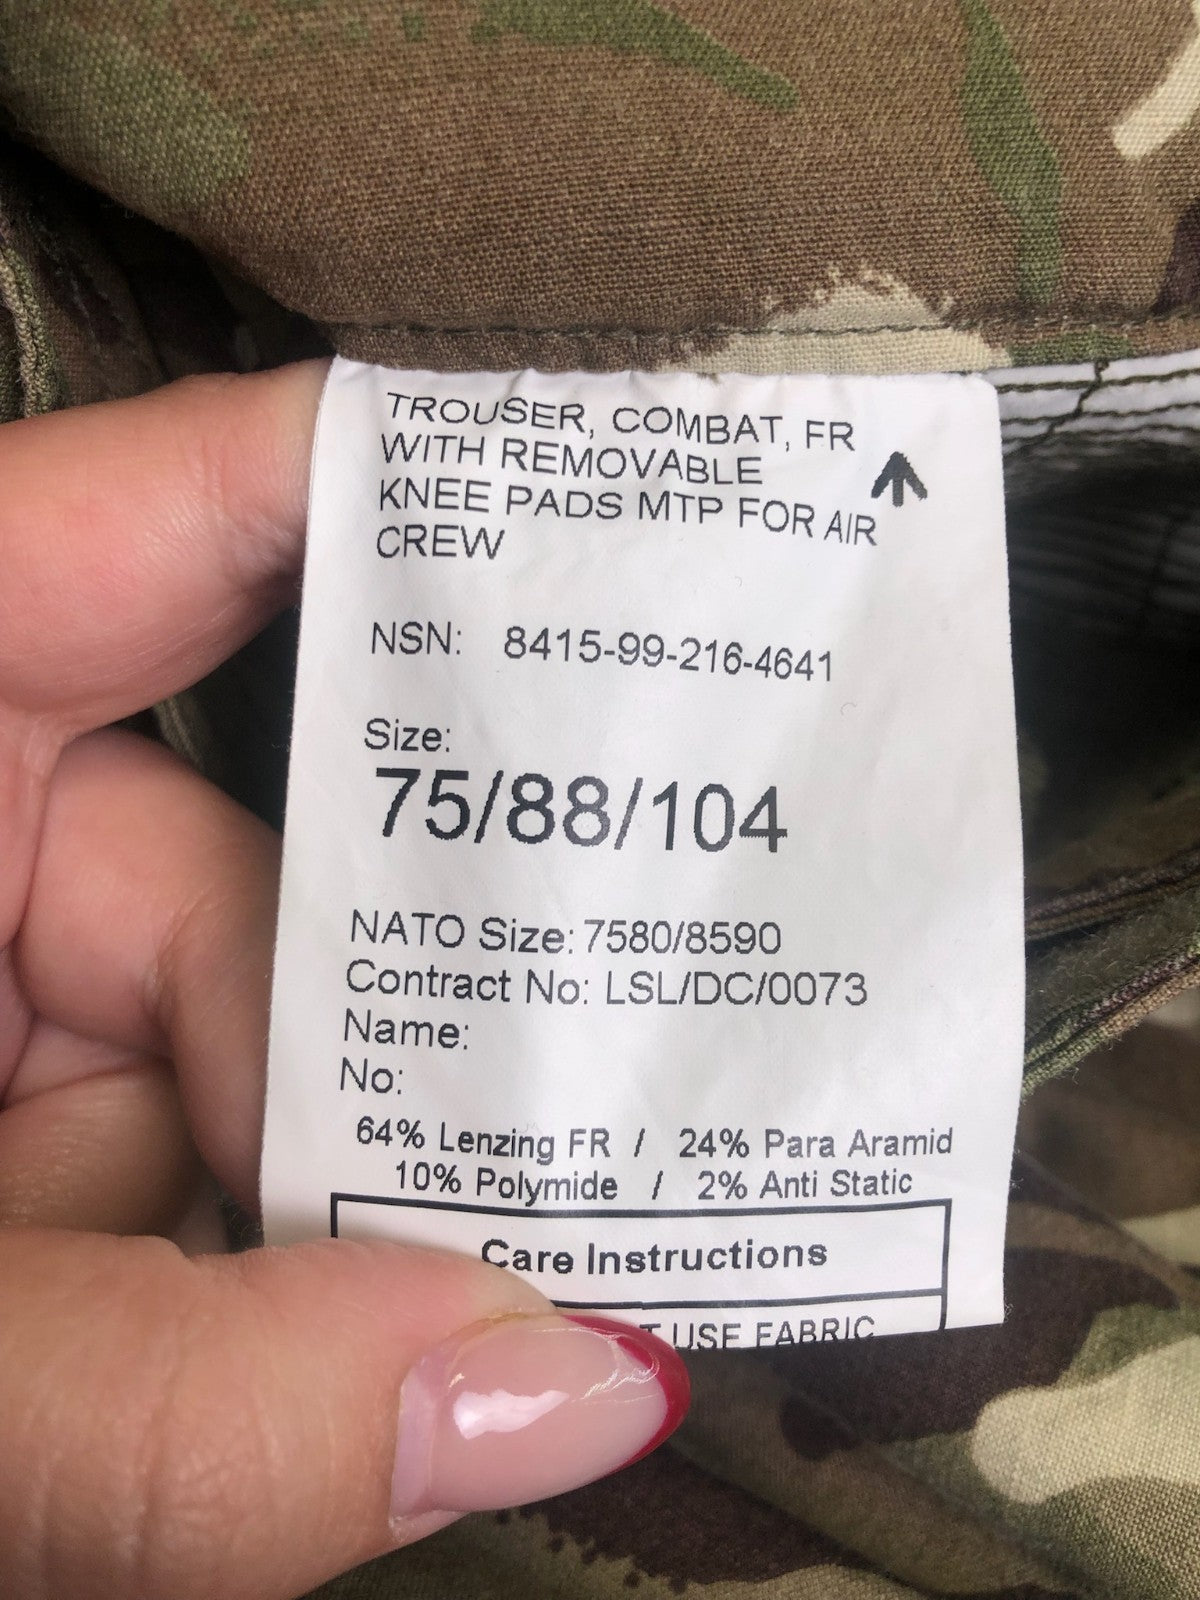 TROUSER, COMBAT, FR
WITH REMOVABLE
KNEE PADS MTP FOR AIR
CREW
NSN: 8415-99-216-4641
Size:
75/88/104
NATO Size: 7580/8590
Contract No: LSL/DC/0073
Name:
No:
64% Lenzing FR / 24% Para Aramid
10% Polymide / 2% Anti Static
Care Instructions
USE FABRIC